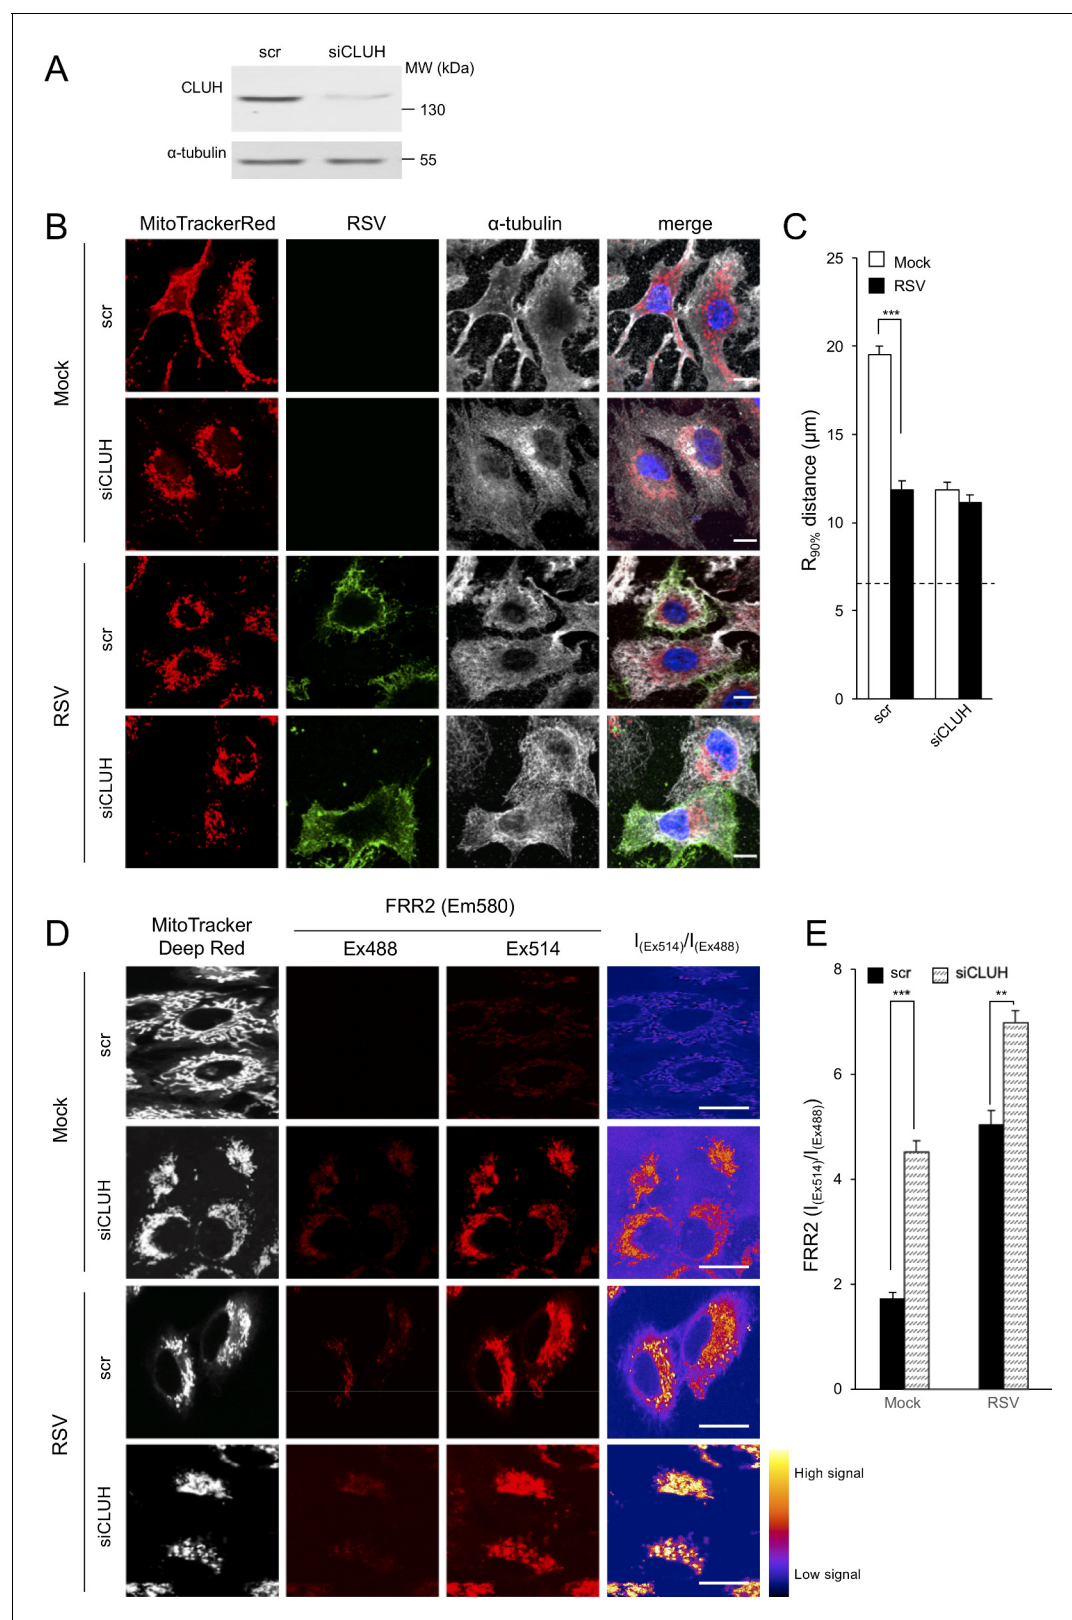 A
scr siCLUH
MW (kDa)
CLUH
130
α-tubulin
55
B
MitoTrackerRed RSV α-tubulin merge
Mock
scr
siCLUH
RSV
scr
siCLUH
C
Mock
RSV
***
R90% distance (µm)
25
20
15
10
5
0
scr
siCLUH
D
MitoTracker
Deep Red
FRR2 (Em580)
Ex488 Ex514
I(Ex514)/I(Ex488)
Mock
scr
siCLUH
RSV
scr
siCLUH
High signal
Low signal
E
scr siCLUH
***
**
FRR2 (I(Ex514)/I(Ex488))
8
6
4
2
0
Mock RSV